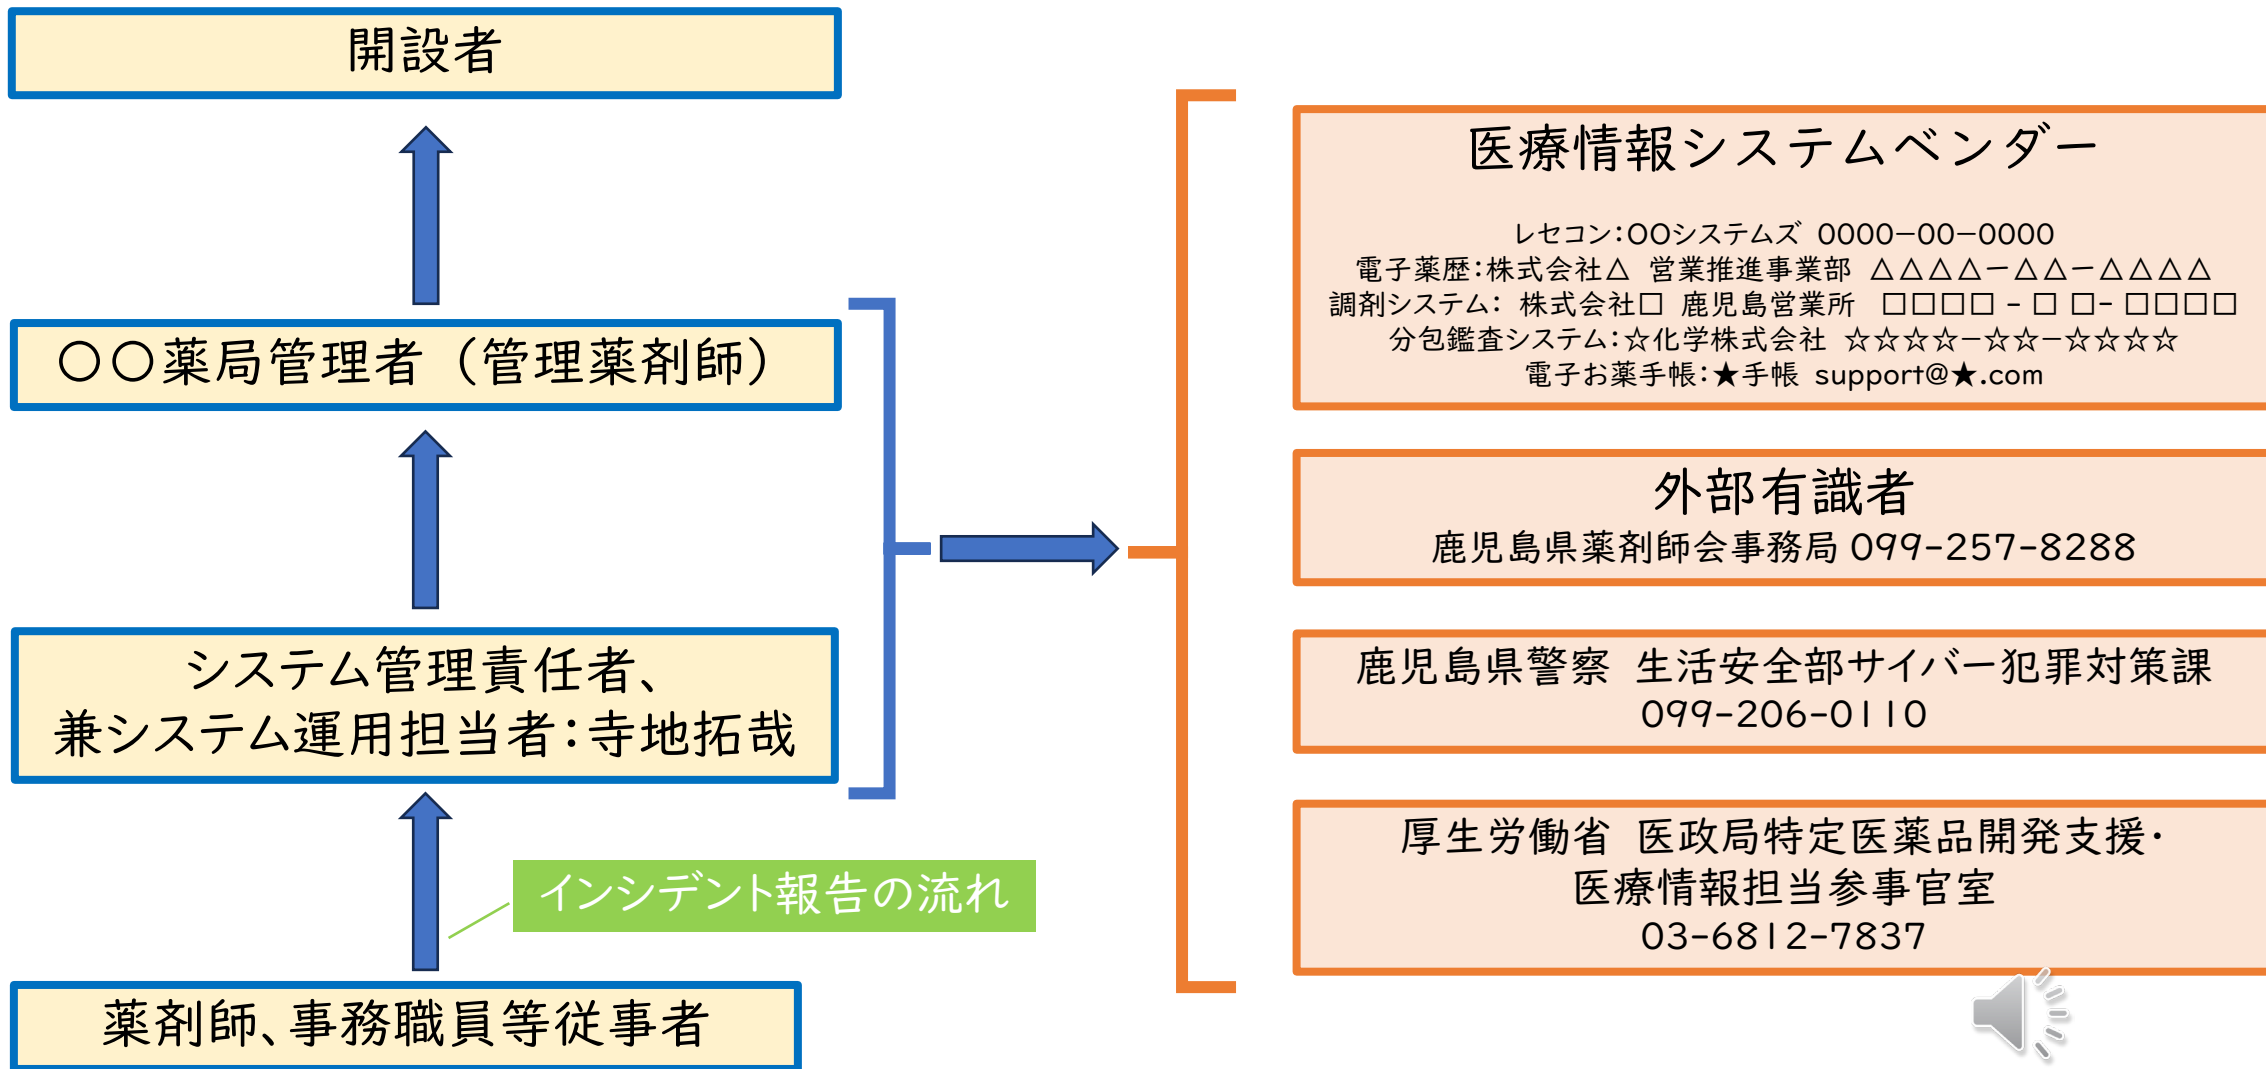 開設者
〇〇薬局管理者（管理薬剤師）
システム管理責任者、
兼システム運用担当者：寺地拓哉
インシデント報告の流れ
薬剤師、事務職員等従事者
医療情報システムベンダー
レセコン：〇〇システムズ 0000−00−0000
電子薬歴：株式会社△ 営業推進事業部 △△△△−△△−△△△△
調剤システム： 株式会社□ 鹿児島営業所 □□□□ - □ □- □□□□
分包鑑査システム：☆化学株式会社 ☆☆☆☆−☆☆−☆☆☆☆
電子お薬手帳：★手帳 support@★.com
外部有識者
鹿児島県薬剤師会事務局 099-257-8288
鹿児島県警察 生活安全部サイバー犯罪対策課
099-206-0110
厚生労働省 医政局特定医薬品開発支援・
医療情報担当参事官室
03-6812-7837